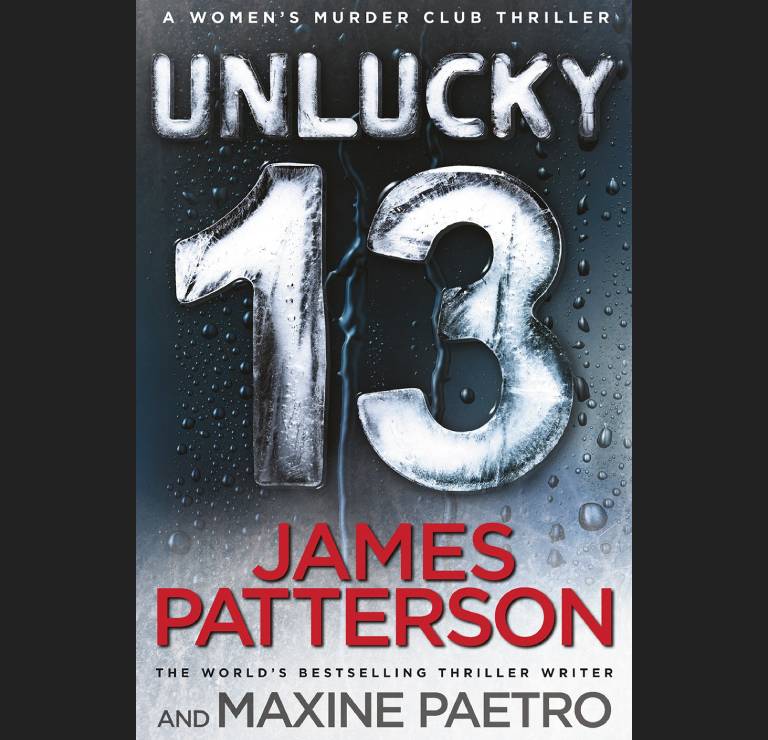 A WOMEN'S MURDER CLUB THRILLER
UNLUCKY
13
JAMES
PATTERSON
THE WORLD'S BESTSELLING THRILLER WRITER
AND MAXINE PAETRO